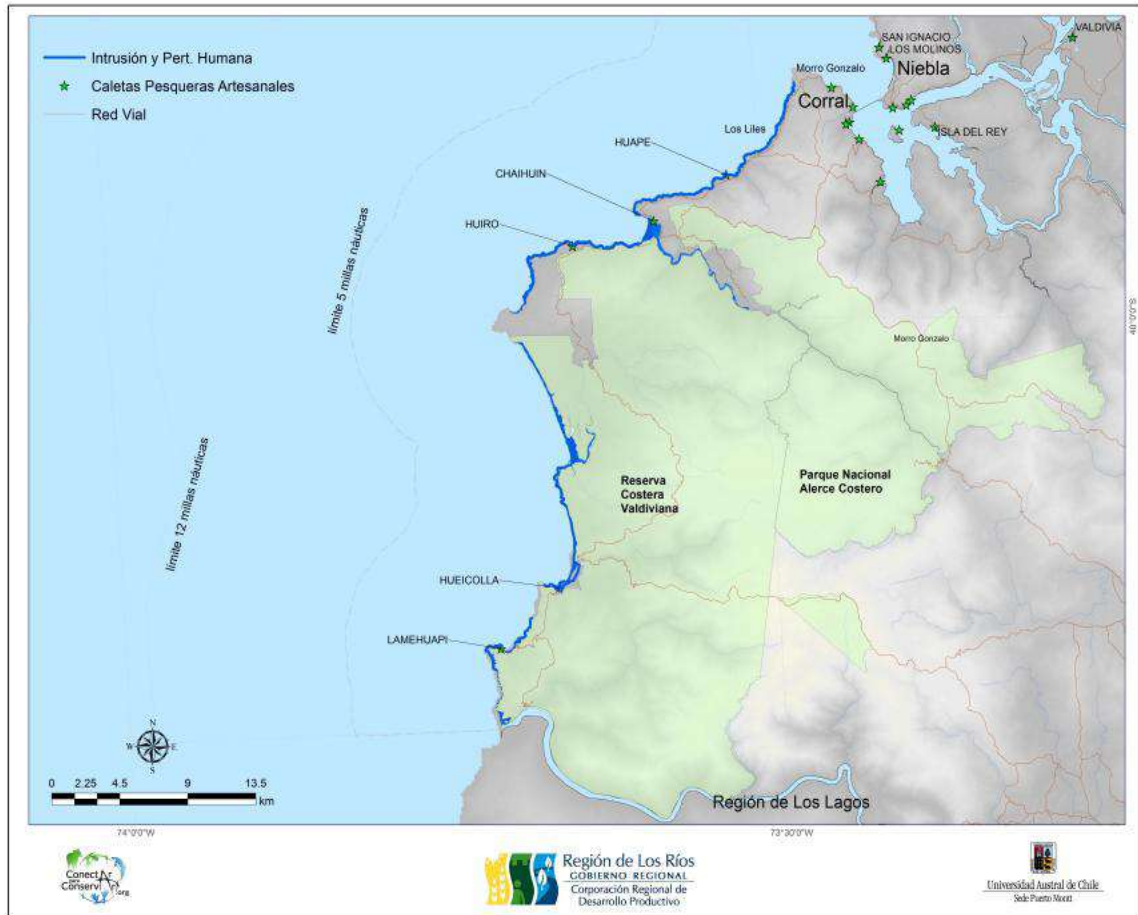 Intrusión y Pert. Humana
Caletas Pesqueras Artesanales
Red Vial
VALDIVIA
SAN IGNACIO
LOS MOLINOS
Niebla
Morro Gonzalo
Corral
Los Liles
ISLA DEL REY
HUAPE
CHAIHUIN
HUIRO
límite 5 millas náuticas
40°0'0"S
Morro Gonzalo
límite 12 millas náuticas
Reserva
Costera
Valdiviana
Parque Nacional
Alerce Costero
HUEICOLLA
LAMEHUAPI
N
W E
S
0 2.25 4.5 9 13.5
km
Región de Los Lagos
74°0'0"W
73°30'0"W
Conectar
para
Conservar.org
Región de Los Ríos
GOBIERNO REGIONAL
Corporación Regional de
Desarrollo Productivo
Universidad Austral de Chile
Sede Puerto Montt